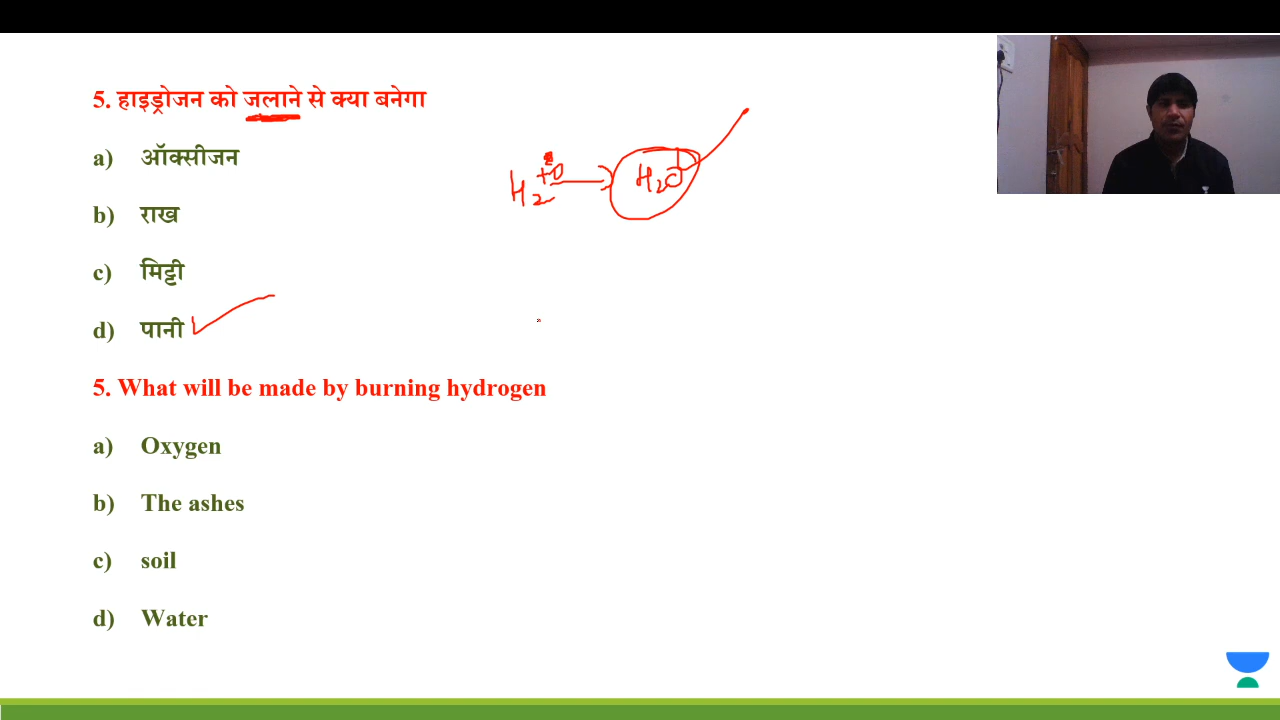 5. हाइड्रोजन को जलाने से क्या बनेगा
a) ऑक्सीजन
H₂ + O → H₂O
b) राख
c) मिट्टी
d) पानी
5. What will be made by burning hydrogen
a) Oxygen
b) The ashes
c) soil
d) Water